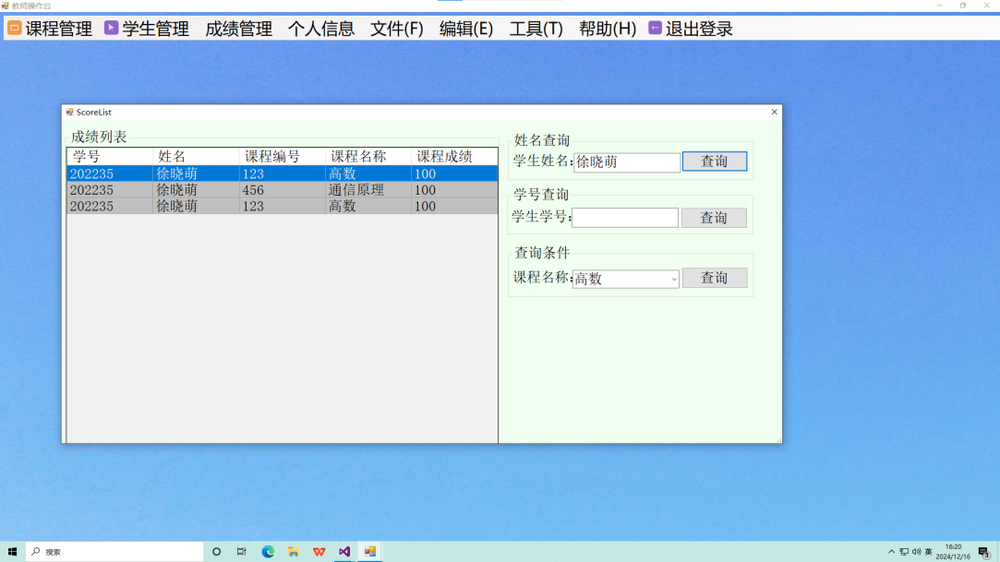 教师操作台
课程管理 学生管理 成绩管理 个人信息 文件(F) 编辑(E) 工具(T) 帮助(H) 退出登录
ScoreList
成绩列表
学号 姓名 课程编号 课程名称 课程成绩
202235 徐晓萌 123 高数 100
202235 徐晓萌 456 通信原理 100
202235 徐晓萌 123 高数 100
姓名查询
学生姓名: 徐晓萌 查询
学号查询
学生学号: 查询
查询条件
课程名称: 高数 查询
搜索
英
16:20
2024/12/16
3